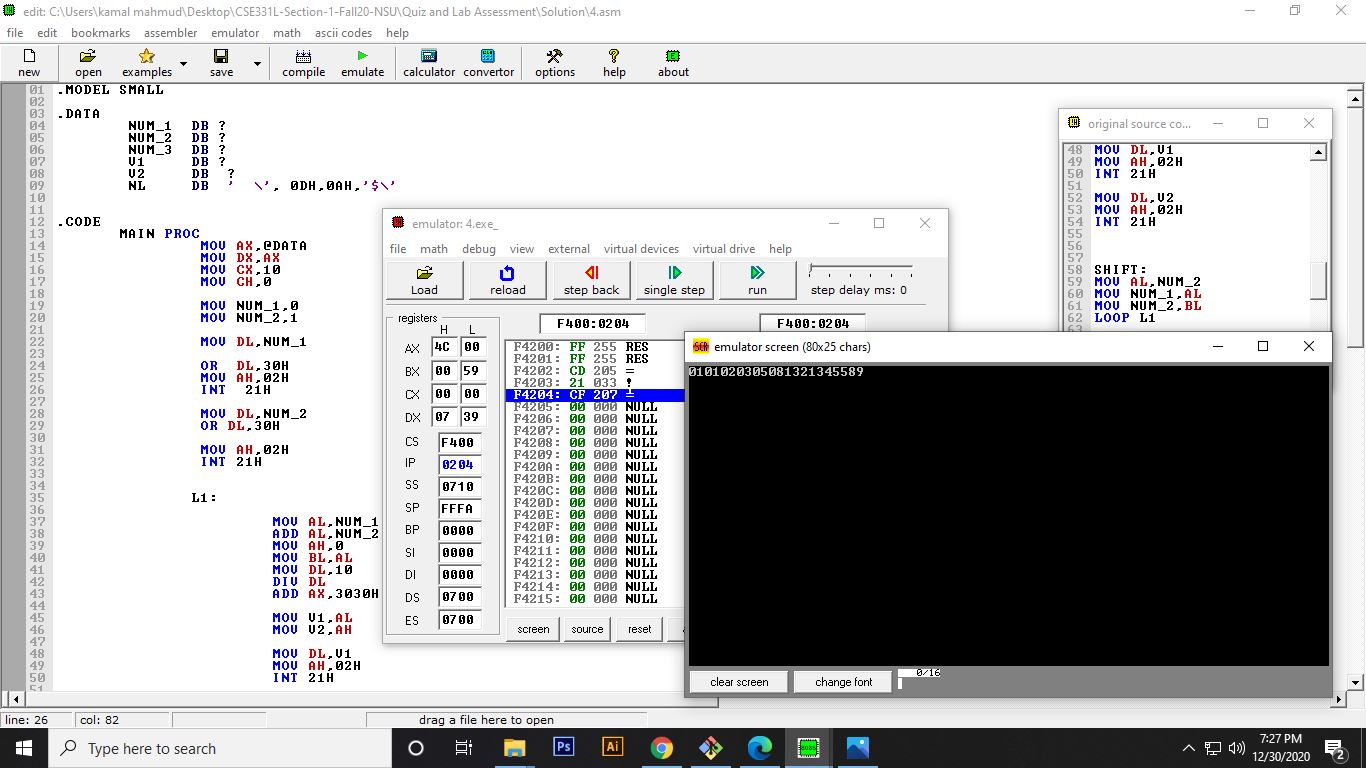 edit: C:\Users\kamal mahmud\Desktop\CSE331L-Section-1-Fall20-NSU\Quiz and Lab Assessment\Solution\4.asm
file edit bookmarks assembler emulator math ascii codes help
new open examples save compile emulate calculator convertor options help about
01 .MODEL SMALL
02
03 .DATA
04 NUM_1 DB ?
05 NUM_2 DB ?
06 NUM_3 DB ?
07 V1 DB ?
08 V2 DB ?
09 NL DB ' \', 0DH,0AH,'$\'
10
11
12 .CODE
13 MAIN PROC
14 MOV AX,@DATA
15 MOV DX,AX
16 MOV CX,10
17 MOV CH,0
18
19 MOV NUM_1,0
20 MOV NUM_2,1
21
22 MOV DL,NUM_1
23
24 OR DL,30H
25 MOV AH,02H
26 INT 21H
27
28 MOV DL,NUM_2
29 OR DL,30H
30
31 MOV AH,02H
32 INT 21H
33
34
35 L1:
36
37 MOV AL,NUM_1
38 ADD AL,NUM_2
39 MOV AH,0
40 MOV BL,AL
41 MOV DL,10
42 DIV DL
43 ADD AX,3030H
44
45 MOV V1,AL
46 MOV V2,AH
47
48 MOV DL,V1
49 MOV AH,02H
50 INT 21H
51
original source co...
48 MOV DL,V1
49 MOV AH,02H
50 INT 21H
51
52 MOV DL,V2
53 MOV AH,02H
54 INT 21H
55
56
57
58 SHIFT:
59 MOV AL,NUM_2
60 MOV NUM_1,AL
61 MOV NUM_2,BL
62 LOOP L1
63
emulator: 4.exe_
file math debug view external virtual devices virtual drive help
Load reload step back single step run step delay ms: 0
registers
F400:0204 F400:0204
H L
AX 4C 00
BX 00 59
CX 00 00
DX 07 39
CS F400
IP 0204
SS 0710
SP FFFA
BP 0000
SI 0000
DI 0000
DS 0700
ES 0700
F4200: FF 255 RES
F4201: FF 255 RES
F4202: CD 205 =
F4203: 21 033 !
F4204: CF 207 ╧
F4205: 00 000 NULL
F4206: 00 000 NULL
F4207: 00 000 NULL
F4208: 00 000 NULL
F4209: 00 000 NULL
F420A: 00 000 NULL
F420B: 00 000 NULL
F420C: 00 000 NULL
F420D: 00 000 NULL
F420E: 00 000 NULL
F420F: 00 000 NULL
F4210: 00 000 NULL
F4211: 00 000 NULL
F4212: 00 000 NULL
F4213: 00 000 NULL
F4214: 00 000 NULL
F4215: 00 000 NULL
screen source reset
emulator screen (80x25 chars)
0101020305081321345589
clear screen change font 0/16
line: 26 col: 82 drag a file here to open
Type here to search
Ps
Ai
7:27 PM
12/30/2020
2